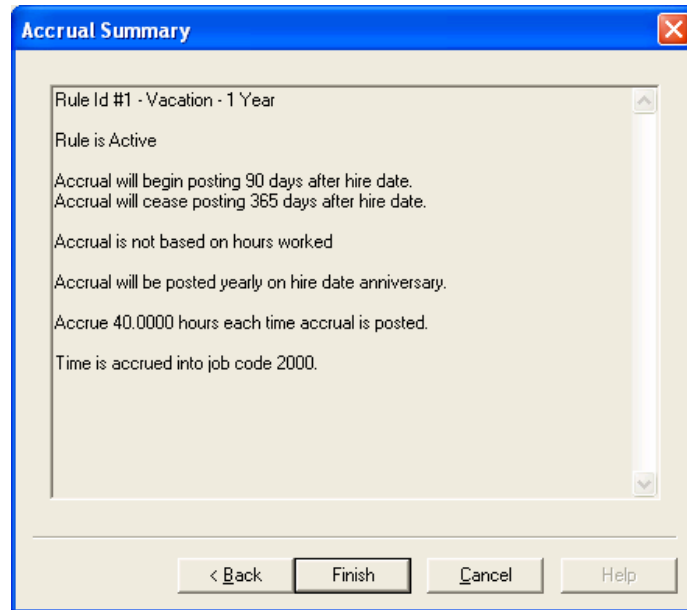 Accrual Summary
Rule Id #1 - Vacation - 1 Year
Rule is Active
Accrual will begin posting 90 days after hire date.
Accrual will cease posting 365 days after hire date.
Accrual is not based on hours worked
Accrual will be posted yearly on hire date anniversary.
Accrue 40.0000 hours each time accrual is posted.
Time is accrued into job code 2000.
< Back
Finish
Cancel
Help